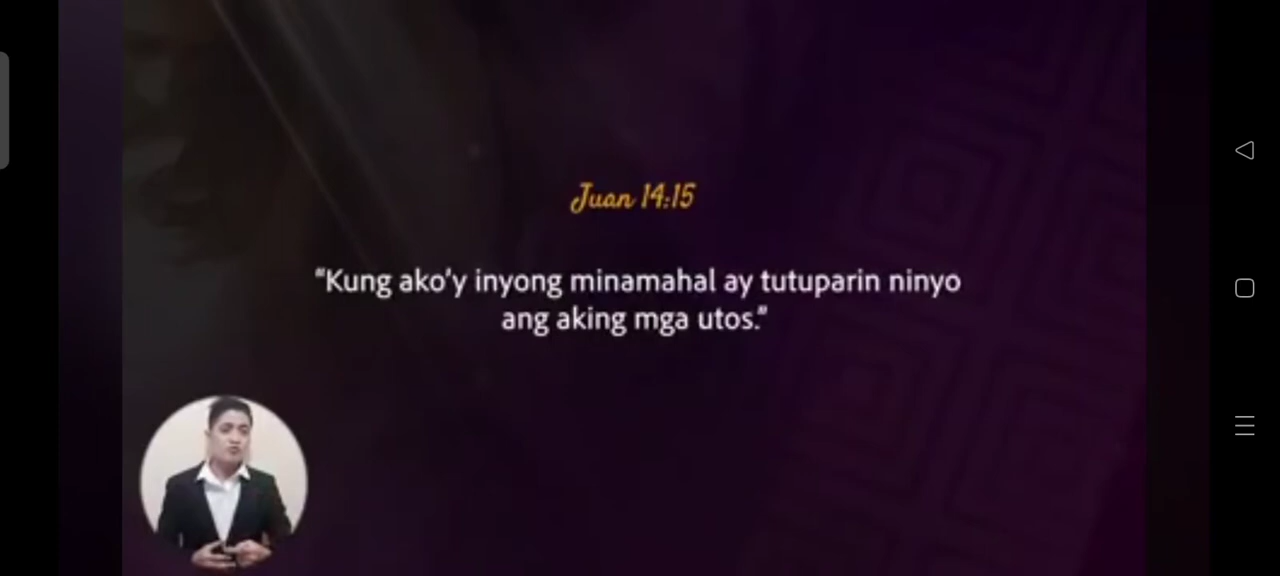 Juan 14:15
“Kung ako’y inyong minamahal ay tutuparin ninyo
ang aking mga utos.”